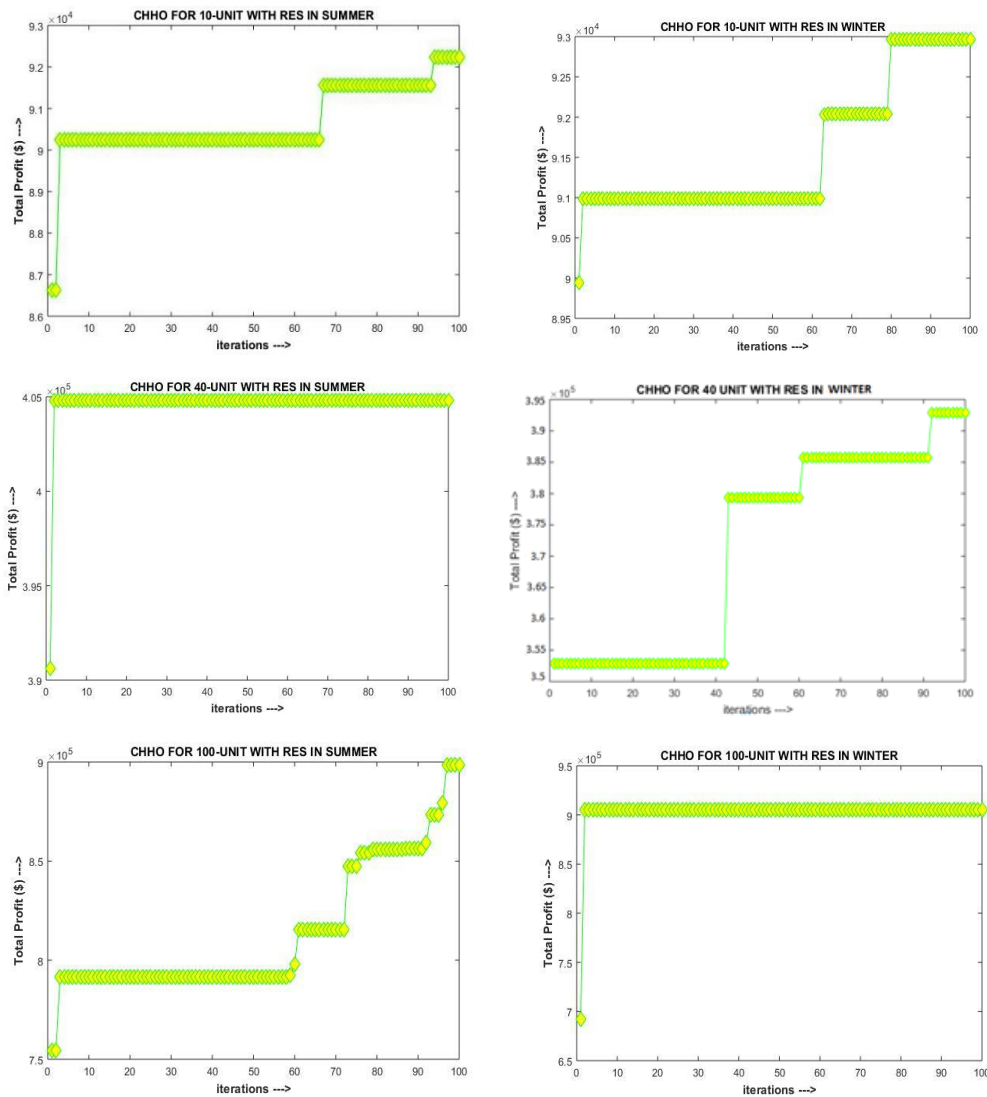 CHHO FOR 10-UNIT WITH RES IN SUMMER
×10^4
9.3
9.2
9.1
9
8.9
8.8
8.7
8.6
Total Profit ($) --->
0 10 20 30 40 50 60 70 80 90 100
iterations --->
CHHO FOR 10-UNIT WITH RES IN WINTER
×10^4
9.3
9.25
9.2
9.15
9.1
9.05
9
8.95
Total Profit ($) --->
0 10 20 30 40 50 60 70 80 90 100
iterations --->
CHHO FOR 40-UNIT WITH RES IN SUMMER
×10^5
4.05
4
3.95
3.9
Total Profit ($) --->
0 10 20 30 40 50 60 70 80 90 100
iterations --->
CHHO FOR 40 UNIT WITH RES IN WINTER
×10^5
3.95
3.9
3.85
3.8
3.75
3.7
3.65
3.6
3.55
3.5
Total Profit ($) --->
0 10 20 30 40 50 60 70 80 90 100
iterations --->
CHHO FOR 100-UNIT WITH RES IN SUMMER
×10^5
9
8.5
8
7.5
Total Profit ($) --->
0 10 20 30 40 50 60 70 80 90 100
iterations --->
CHHO FOR 100-UNIT WITH RES IN WINTER
×10^5
9.5
9
8.5
8
7.5
7
6.5
Total Profit ($) --->
0 10 20 30 40 50 60 70 80 90 100
iterations --->